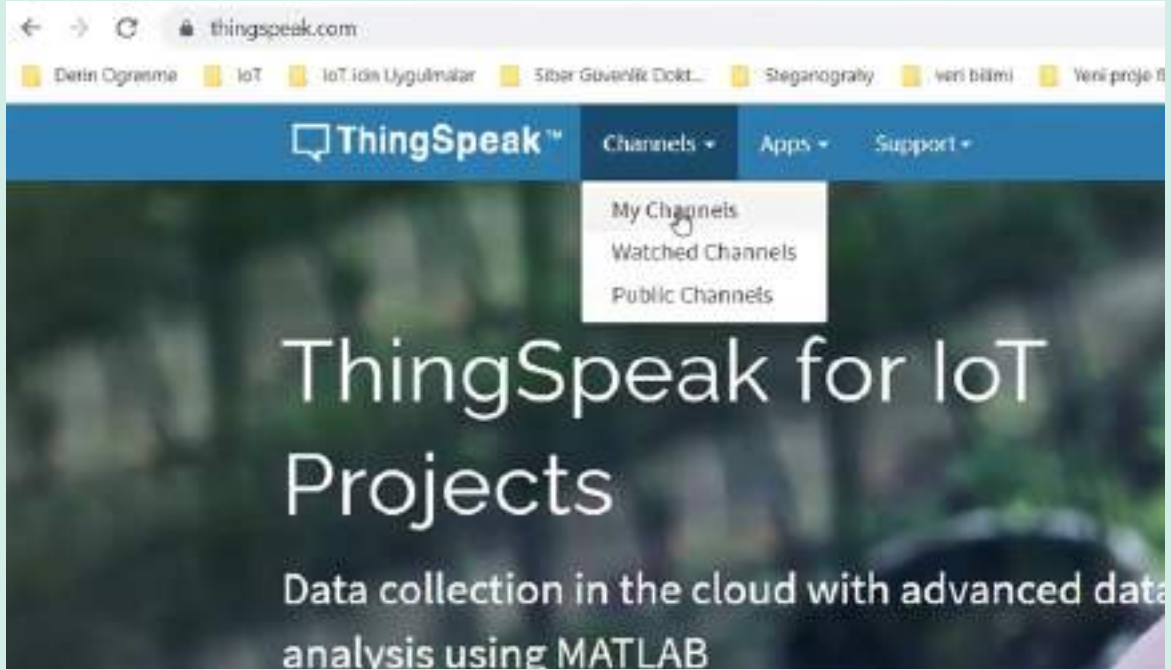 thingspeak.com
Derin Ogrenme IoT IoT icin Uygulmalar Siber Güvenlik Dokt... Steganograhy veri bilimi Yeni proje
ThingSpeak™ Channels Apps Support
My Channels
Watched Channels
Public Channels
ThingSpeak for IoT
Projects
Data collection in the cloud with advanced data
analysis using MATLAB